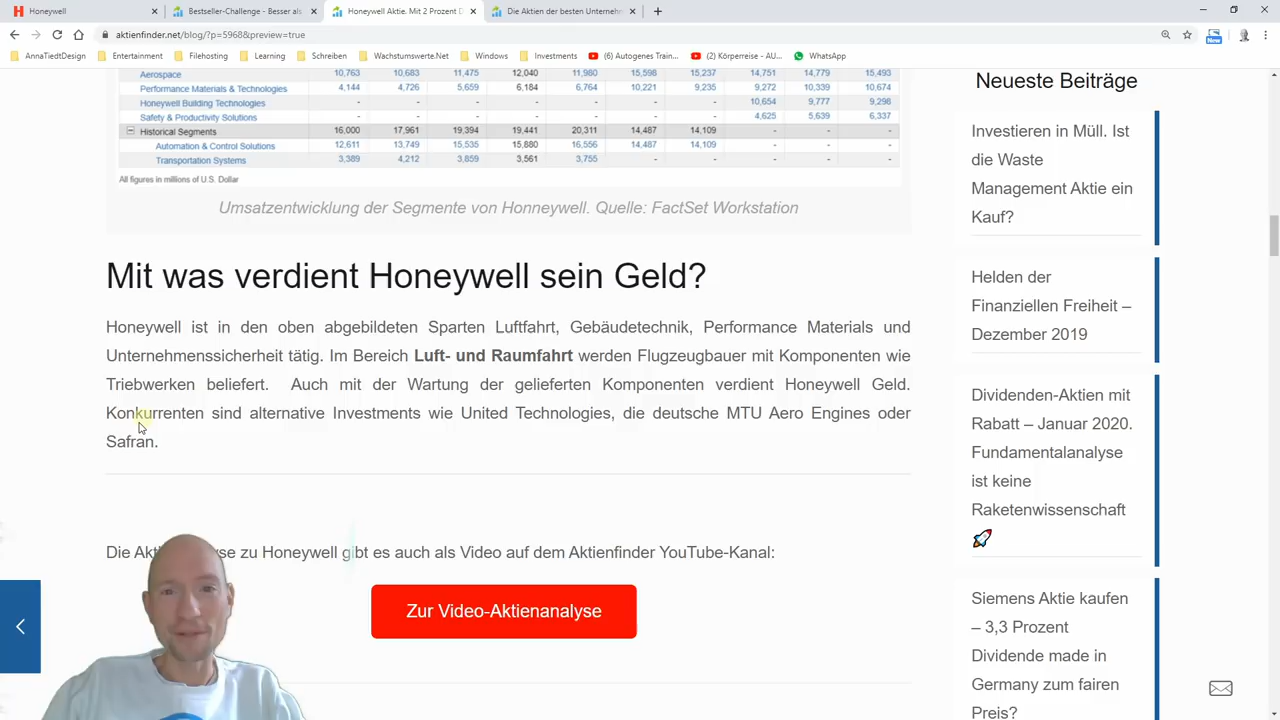 Honeywell
Bestseller-Challenge - Besser als
Honeywell Aktie. Mit 2 Prozent D
Die Aktien der besten Unternehm
aktienfinder.net/blog/?p=5968&preview=true
New
AnnaTiedtDesign
Entertainment
Filehosting
Learning
Schreiben
Wachstumswerte.Net
Windows
Investments
(6) Autogenes Train...
(2) Körperreise - AU...
WhatsApp
Aerospace 10,763 10,683 11,475 12,040 11,980 15,598 15,237 14,751 14,779 15,493
Performance Materials & Technologies 4,144 4,726 5,659 6,184 6,764 10,221 9,235 9,272 10,339 10,674
Honeywell Building Technologies - - - - - - - 10,654 9,777 9,298
Safety & Productivity Solutions - - - - - - - 4,625 5,639 6,337
Historical Segments 16,000 17,961 19,394 19,441 20,311 14,487 14,109 - - -
Automation & Control Solutions 12,611 13,749 15,535 15,880 16,556 14,487 14,109 - - -
Transportation Systems 3,389 4,212 3,859 3,561 3,755 - - - - -
All figures in millions of U.S. Dollar
Umsatzentwicklung der Segmente von Honneywell. Quelle: FactSet Workstation
Mit was verdient Honeywell sein Geld?
Honeywell ist in den oben abgebildeten Sparten Luftfahrt, Gebäudetechnik, Performance Materials und
Unternehmenssicherheit tätig. Im Bereich Luft- und Raumfahrt werden Flugzeugbauer mit Komponenten wie
Triebwerken beliefert. Auch mit der Wartung der gelieferten Komponenten verdient Honeywell Geld.
Konkurrenten sind alternative Investments wie United Technologies, die deutsche MTU Aero Engines oder
Safran.
Die Akt se zu Honeywell gibt es auch als Video auf dem Aktienfinder YouTube-Kanal:
Zur Video-Aktienanalyse
Neueste Beiträge
Investieren in Müll. Ist
die Waste
Management Aktie ein
Kauf?
Helden der
Finanziellen Freiheit –
Dezember 2019
Dividenden-Aktien mit
Rabatt – Januar 2020.
Fundamentalanalyse
ist keine
Raketenwissenschaft
🚀
Siemens Aktie kaufen
– 3,3 Prozent
Dividende made in
Germany zum fairen
Preis?